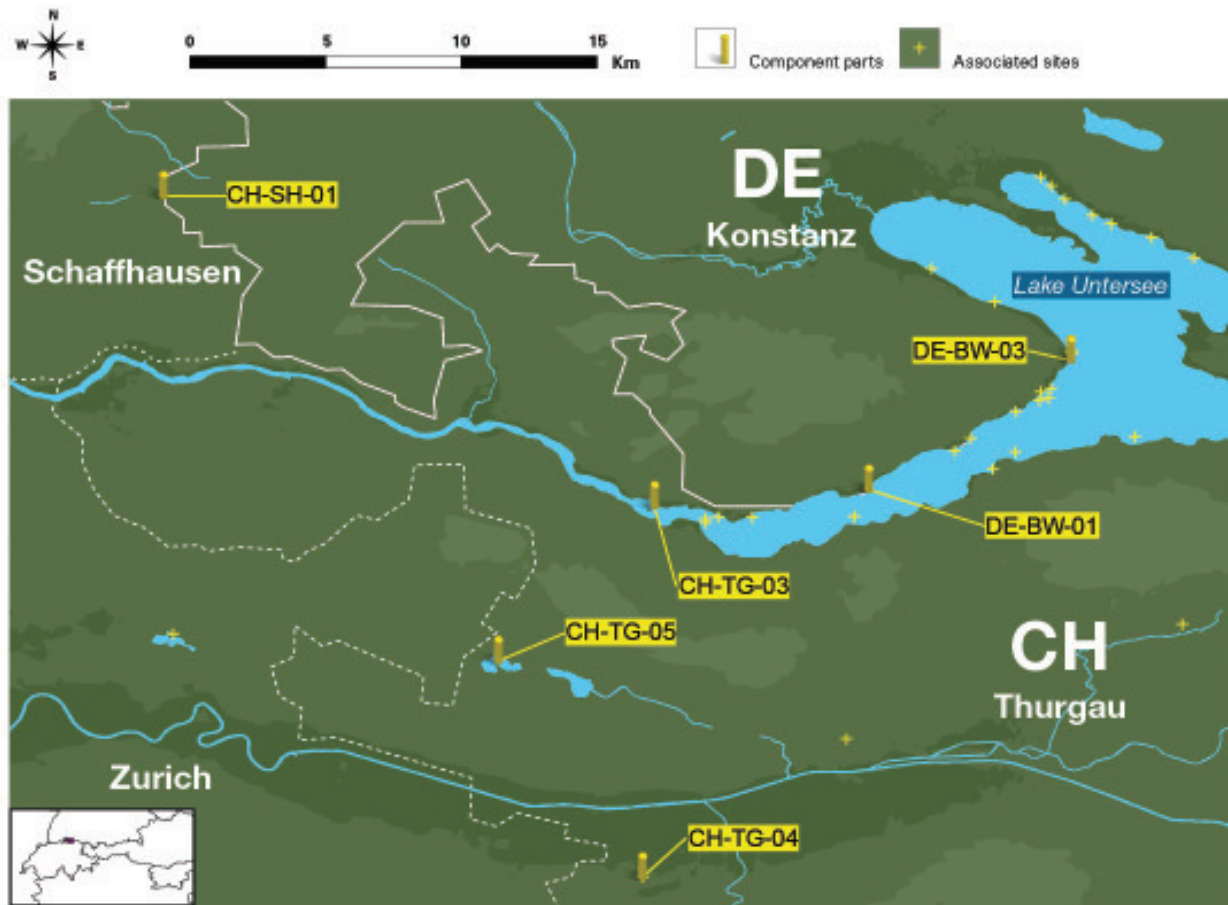 N
W E
S
0 5 10 15
Km
Component parts
Associated sites
DE
Konstanz
CH-SH-01
Schaffhausen
Lake Untersee
DE-BW-03
DE-BW-01
CH-TG-03
CH-TG-05
CH
Thurgau
Zurich
CH-TG-04